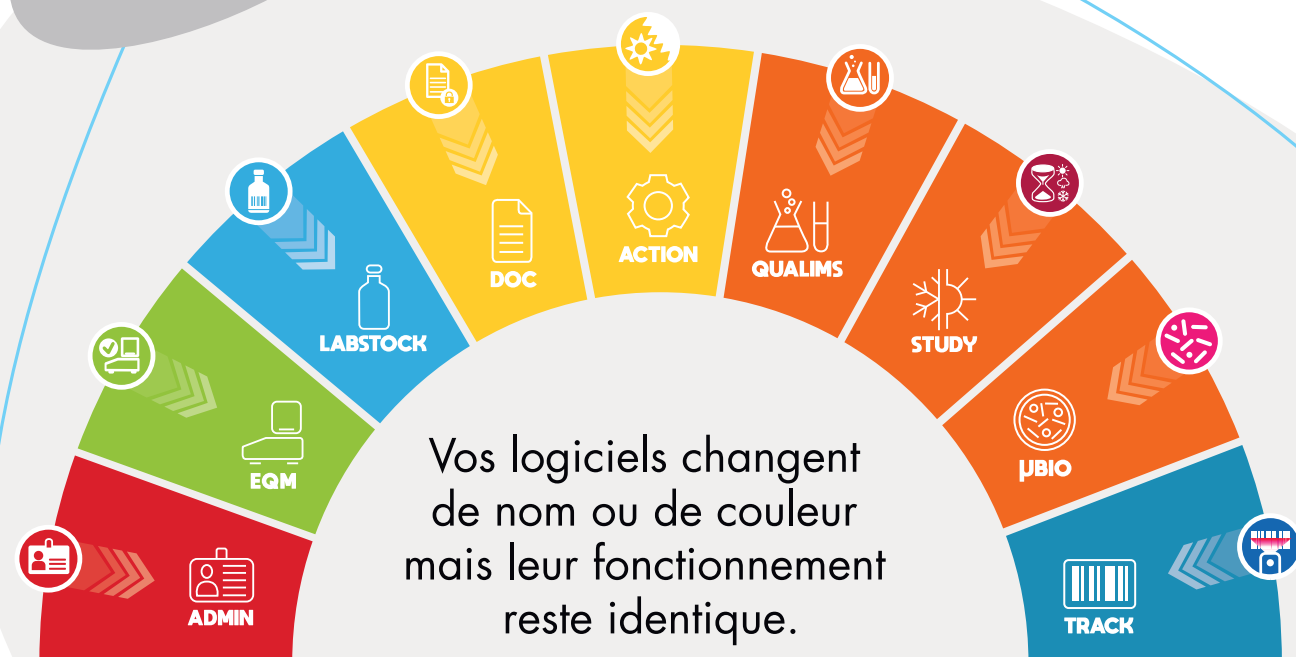 ADMIN
EQM
LABSTOCK
DOC
ACTION
QUALIMS
STUDY
µBIO
TRACK
Vos logiciels changent
de nom ou de couleur
mais leur fonctionnement
reste identique.